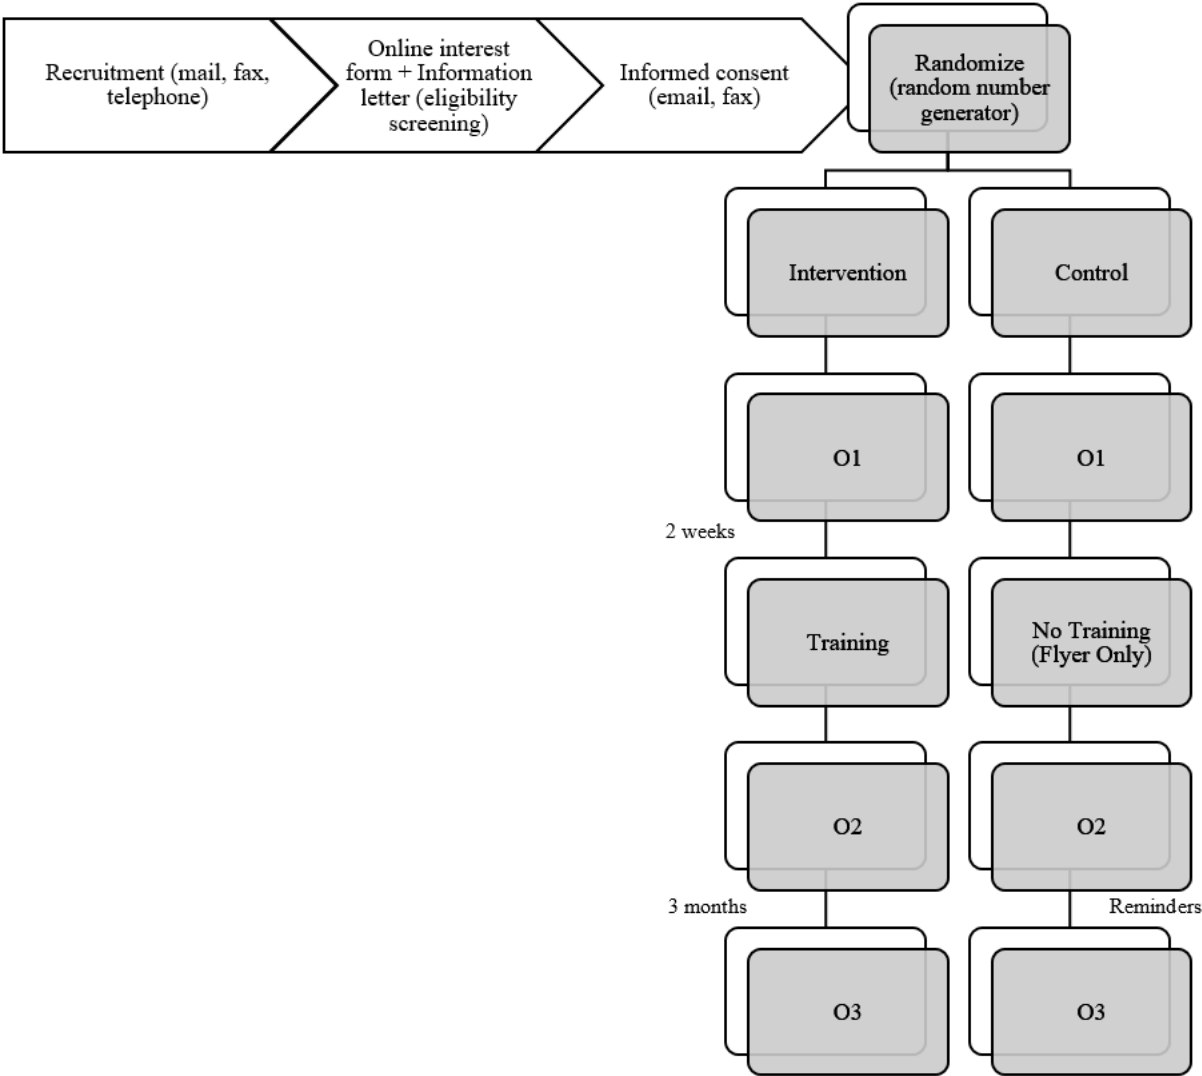 Recruitment (mail, fax,
telephone)
Online interest
form + Information
letter (eligibility
screening)
Informed consent
(email, fax)
Randomize
(random number
generator)
Intervention
Control
O1
O1
2 weeks
Training
No Training
(Flyer Only)
O2
O2
3 months
Reminders
O3
O3